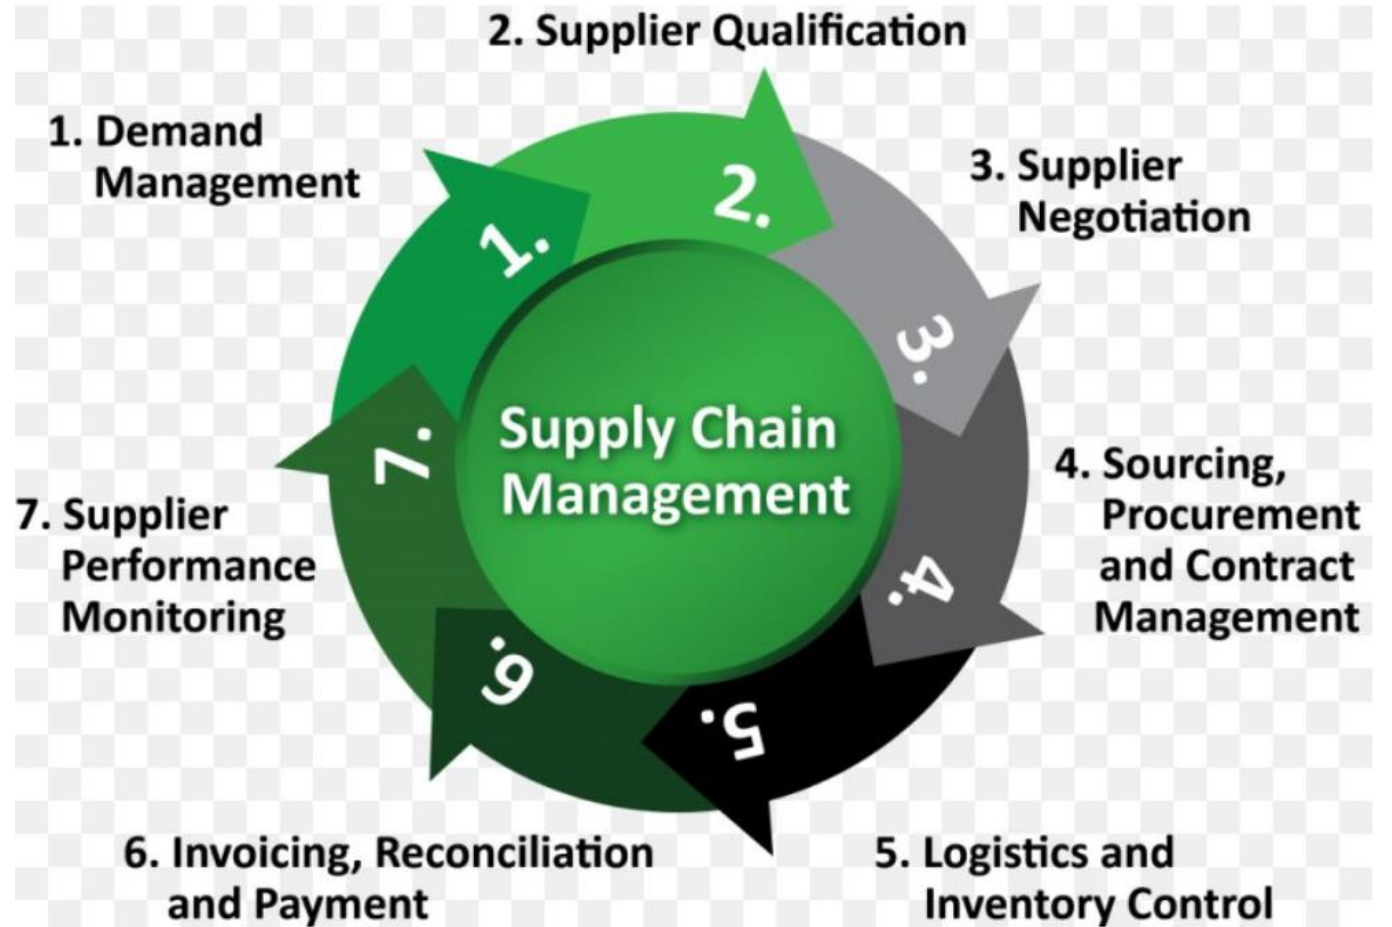 2. Supplier Qualification
1. Demand
Management
3. Supplier
Negotiation
4. Sourcing,
Procurement
and Contract
Management
5. Logistics and
Inventory Control
6. Invoicing, Reconciliation
and Payment
7. Supplier
Performance
Monitoring
1.
2.
3.
4.
5.
6.
7.
Supply Chain
Management